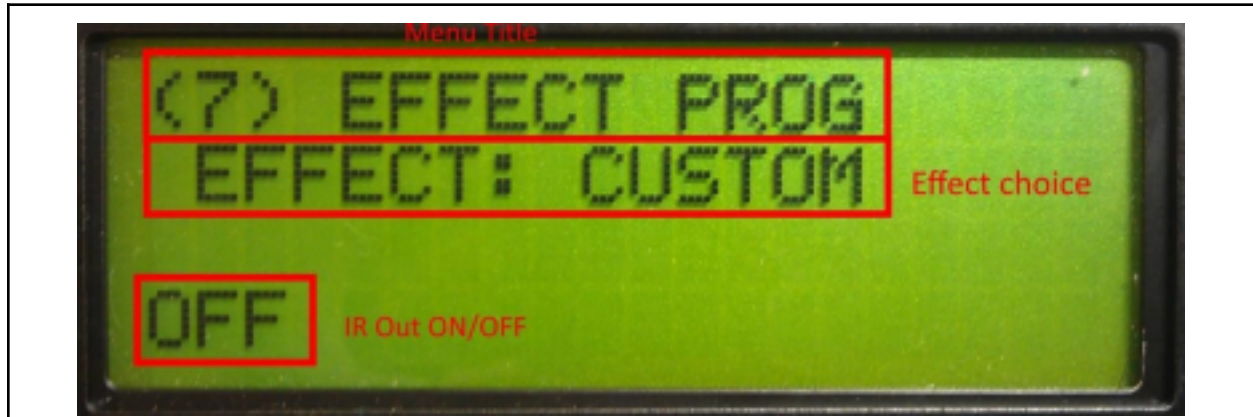 Menu Title
(7) EFFECT PROG
EFFECT: CUSTOM
Effect choice
OFF
IR Out ON/OFF